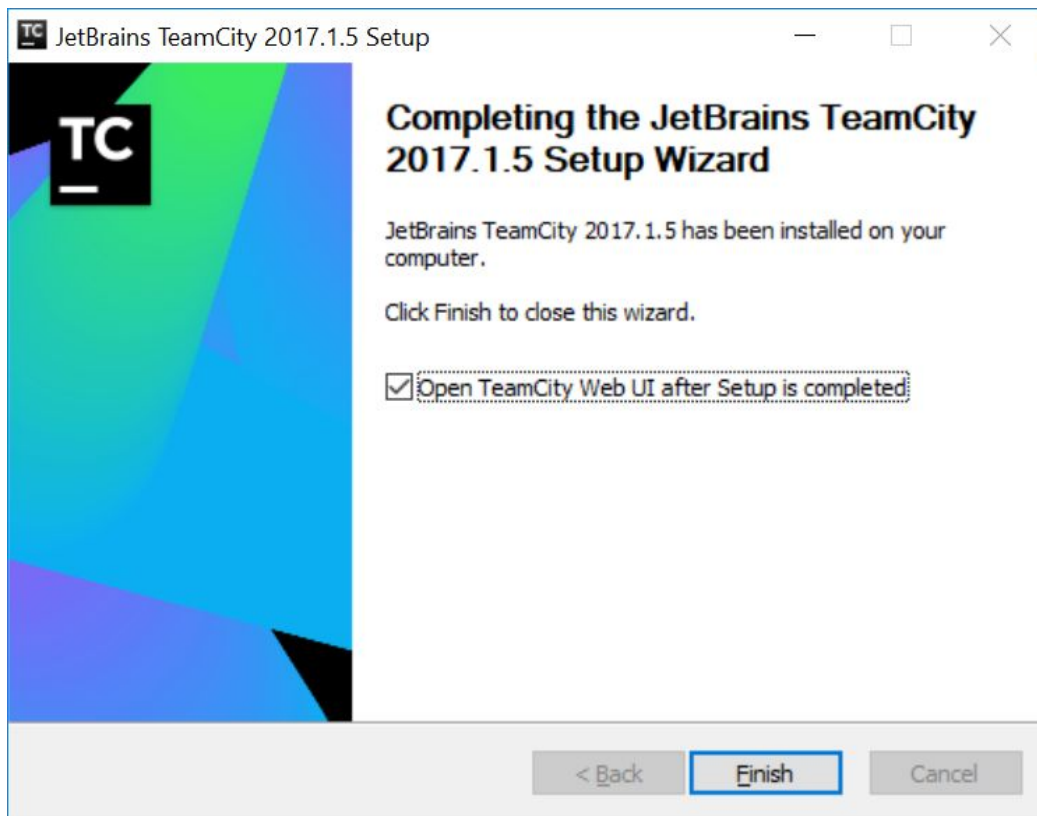 TC JetBrains TeamCity 2017.1.5 Setup
TC
Completing the JetBrains TeamCity
2017.1.5 Setup Wizard
JetBrains TeamCity 2017.1.5 has been installed on your
computer.
Click Finish to close this wizard.
Open TeamCity Web UI after Setup is completed
< Back Finish Cancel